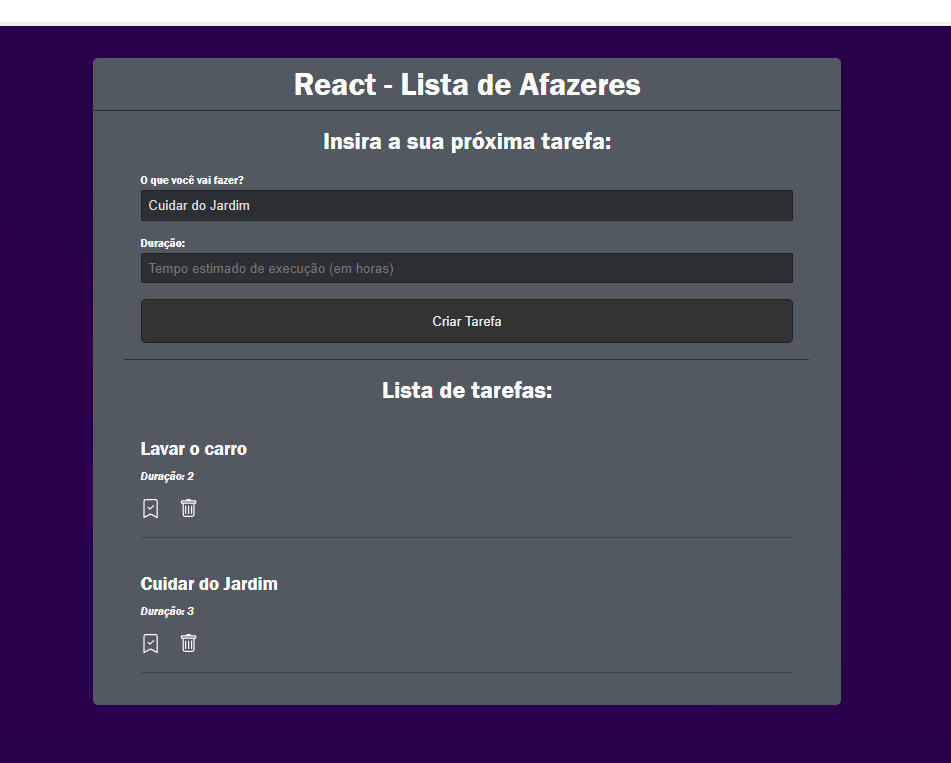 React - Lista de Afazeres
Insira a sua próxima tarefa:
O que você vai fazer?
Cuidar do Jardim
Duração:
Tempo estimado de execução (em horas)
Criar Tarefa
Lista de tarefas:
Lavar o carro
Duração: 2
Cuidar do Jardim
Duração: 3